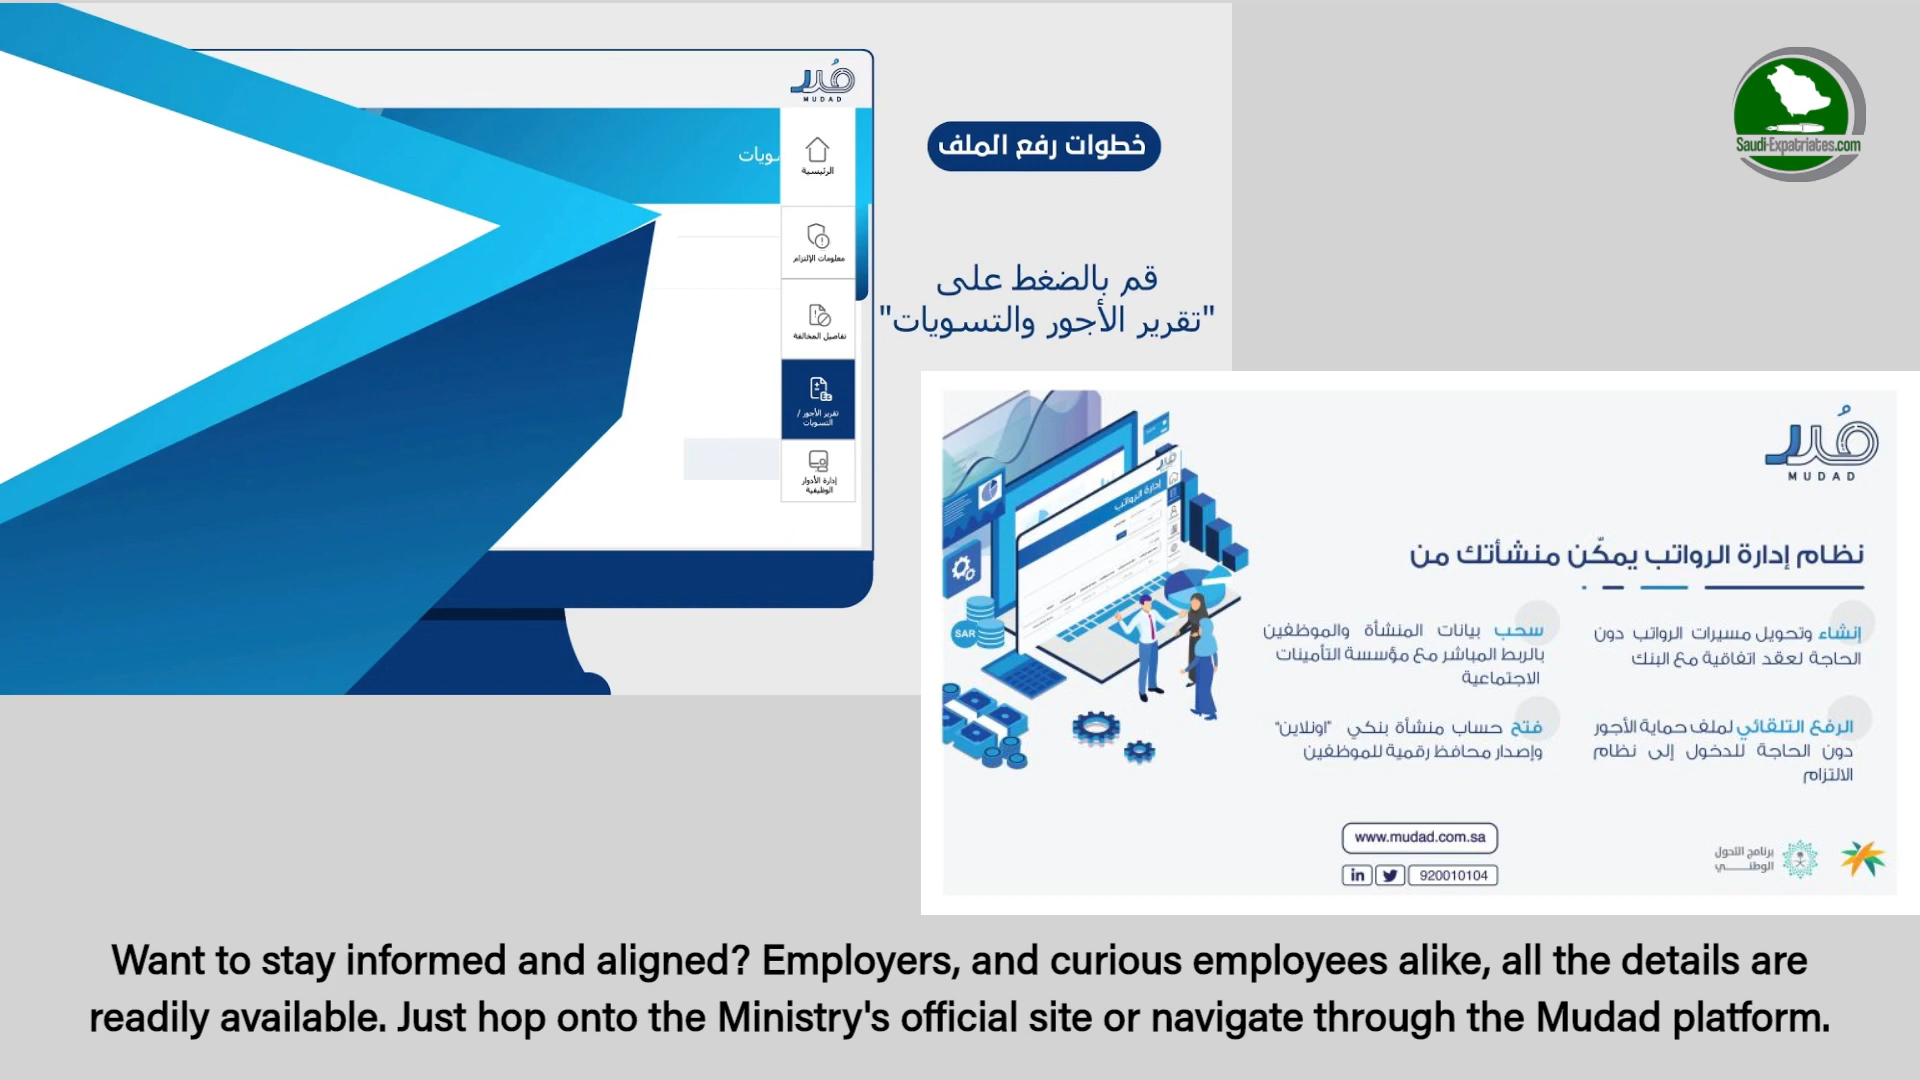 مُدد
MUDAD
الرئيسية
معلومات الإلتزام
تفاصيل المخالفة
تقرير الأجور /
التسويات
إدارة الأدوار
الوظيفية
خطوات رفع الملف
قم بالضغط على
"تقرير الأجور والتسويات"
Saudi-Expatriates.com
مُدد
MUDAD
نظام إدارة الرواتب يمكّن منشأتك من
إنشاء وتحويل مسيرات الرواتب دون
الحاجة لعقد اتفاقية مع البنك
سحب بيانات المنشأة والموظفين
بالربط المباشر مع مؤسسة التأمينات
الاجتماعية
الرفع التلقائي لملف حماية الأجور
دون الحاجة للدخول إلى نظام
الالتزام
فتح حساب منشأة بنكي "اونلاين"
وإصدار محافظ رقمية للموظفين
إدارة الرواتب
SAR
www.mudad.com.sa
in
920010104
برنامج التحول
الوطني
Want to stay informed and aligned? Employers, and curious employees alike, all the details are
readily available. Just hop onto the Ministry's official site or navigate through the Mudad platform.